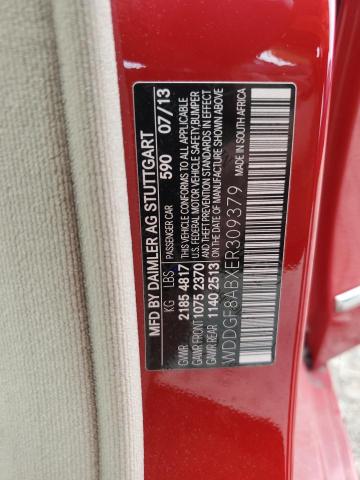 MFD BY DAIMLER AG STUTTGART
KG LBS PASSENGER CAR 590 07/13
GVWR 2185 4817 THIS VEHICLE CONFORMS TO ALL APPLICABLE
GAWR FRONT 1075 2370 U.S. FEDERAL MOTOR VEHICLE SAFETY, BUMPER
AND THEFT PREVENTION STANDARDS IN EFFECT
GAWR REAR 1140 2513 ON THE DATE OF MANUFACTURE SHOWN ABOVE
WDDGF8ABXER309379 MADE IN SOUTH AFRICA